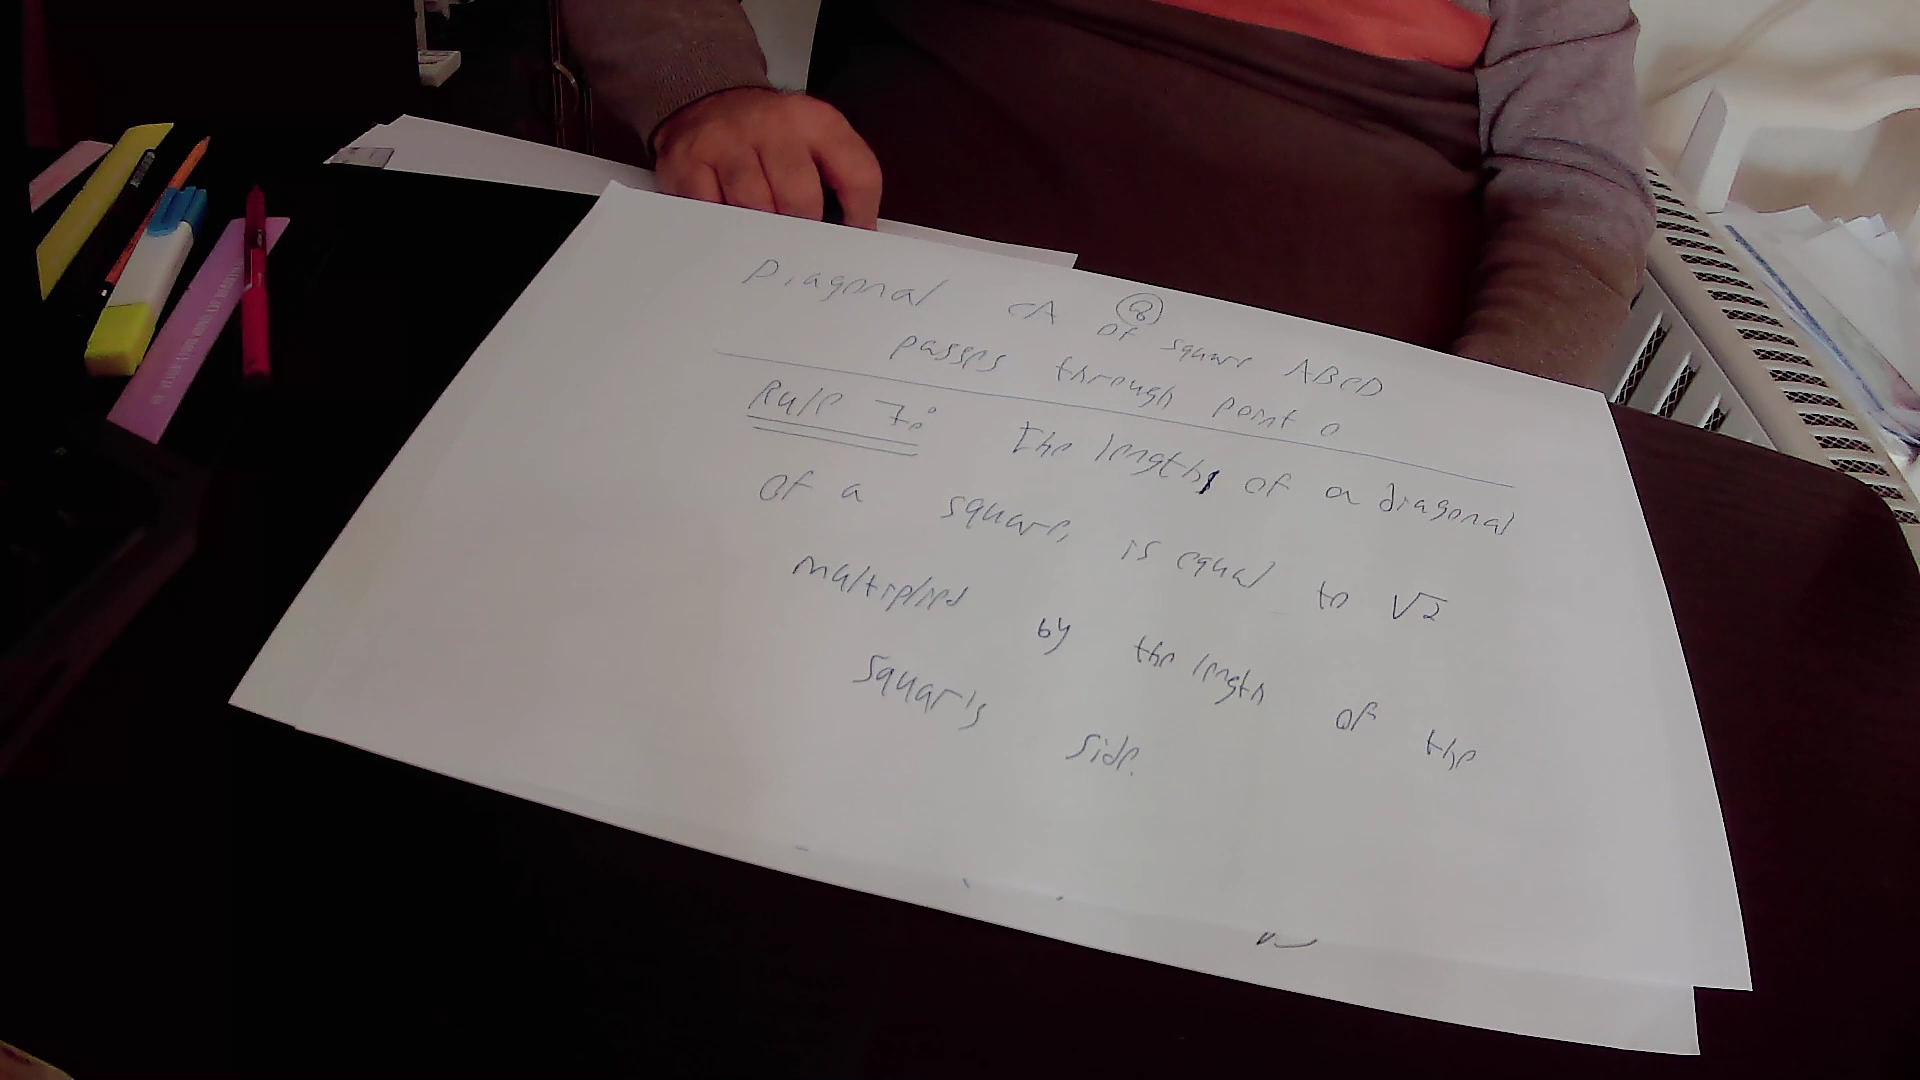 8
Diagonal CA of square ABCD
passes through point O
Rule 7: The length of a diagonal
of a square, is equal to √2
multiplied by the length of the
squar's side.